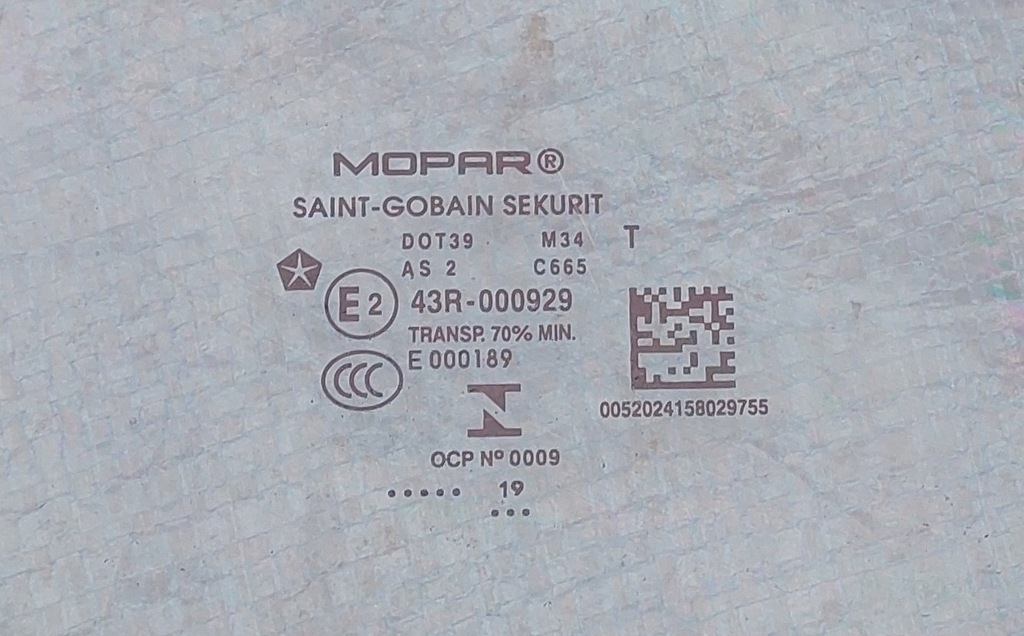 MOPAR®
SAINT-GOBAIN SEKURIT
DOT39 M34 T
AS 2 C665
E2 43R-000929
TRANSP. 70% MIN.
CCC E 000189
0052024158029755
OCP Nº 0009
..... 19
...